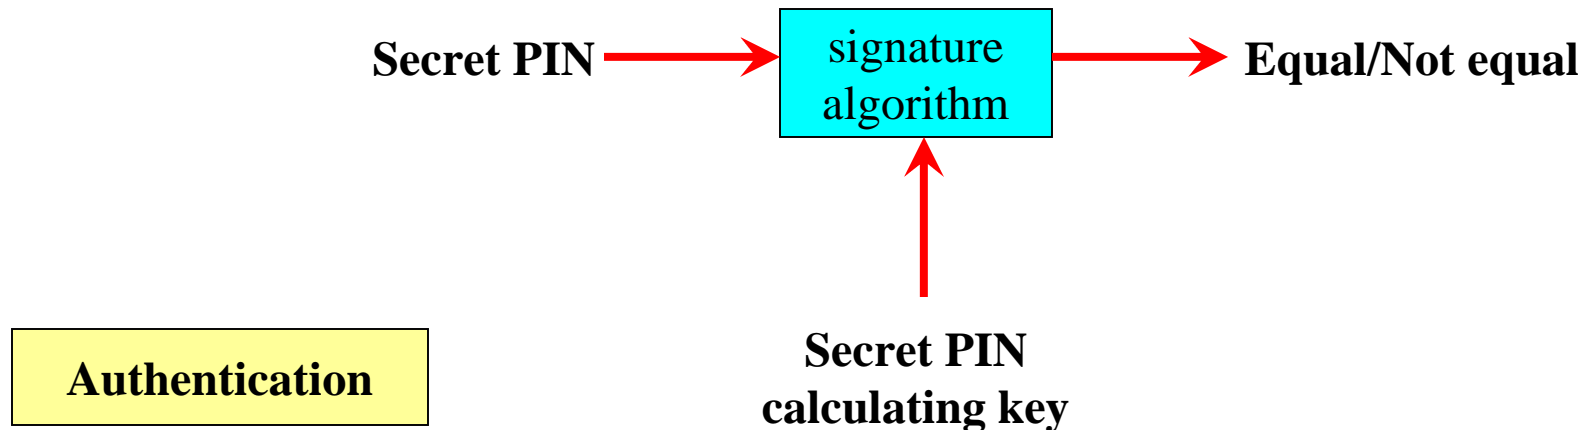 Secret PIN
signature
algorithm
Equal/Not equal
Secret PIN
calculating key
Authentication